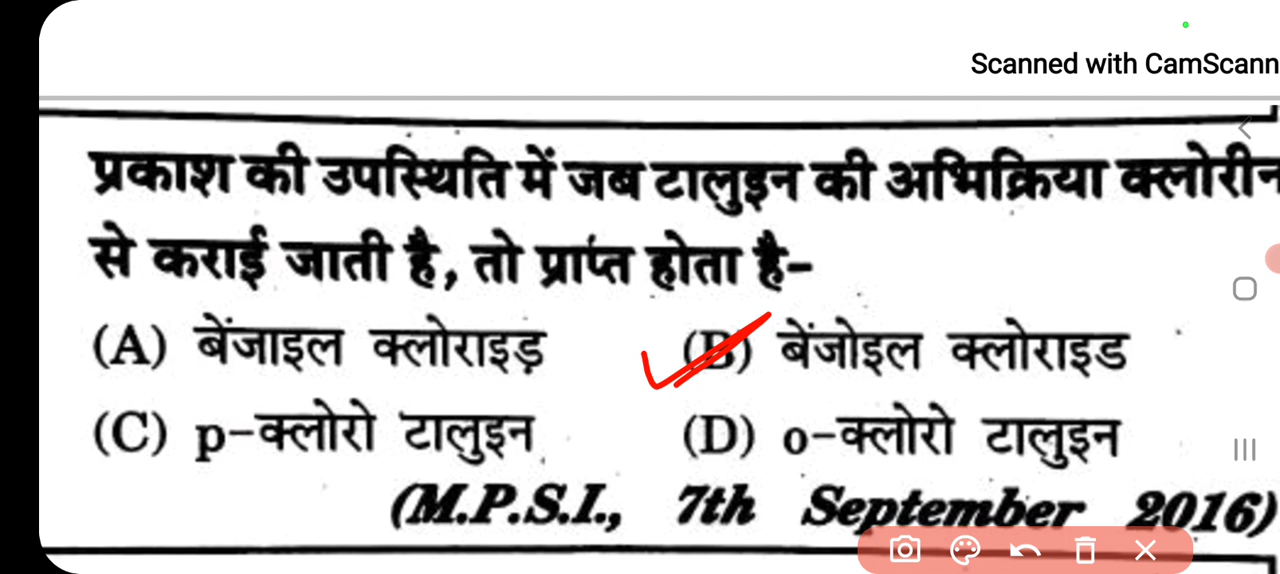 Scanned with CamScann
प्रकाश की उपस्थिति में जब टालुइन की अभिक्रिया क्लोरीन
से कराई जाती है, तो प्राप्त होता है-
(A) बेंजाइल क्लोराइड़ (B) बेंजोइल क्लोराइड
(C) p-क्लोरो टालुइन (D) o-क्लोरो टालुइन
(M.P.S.I., 7th September 2016)